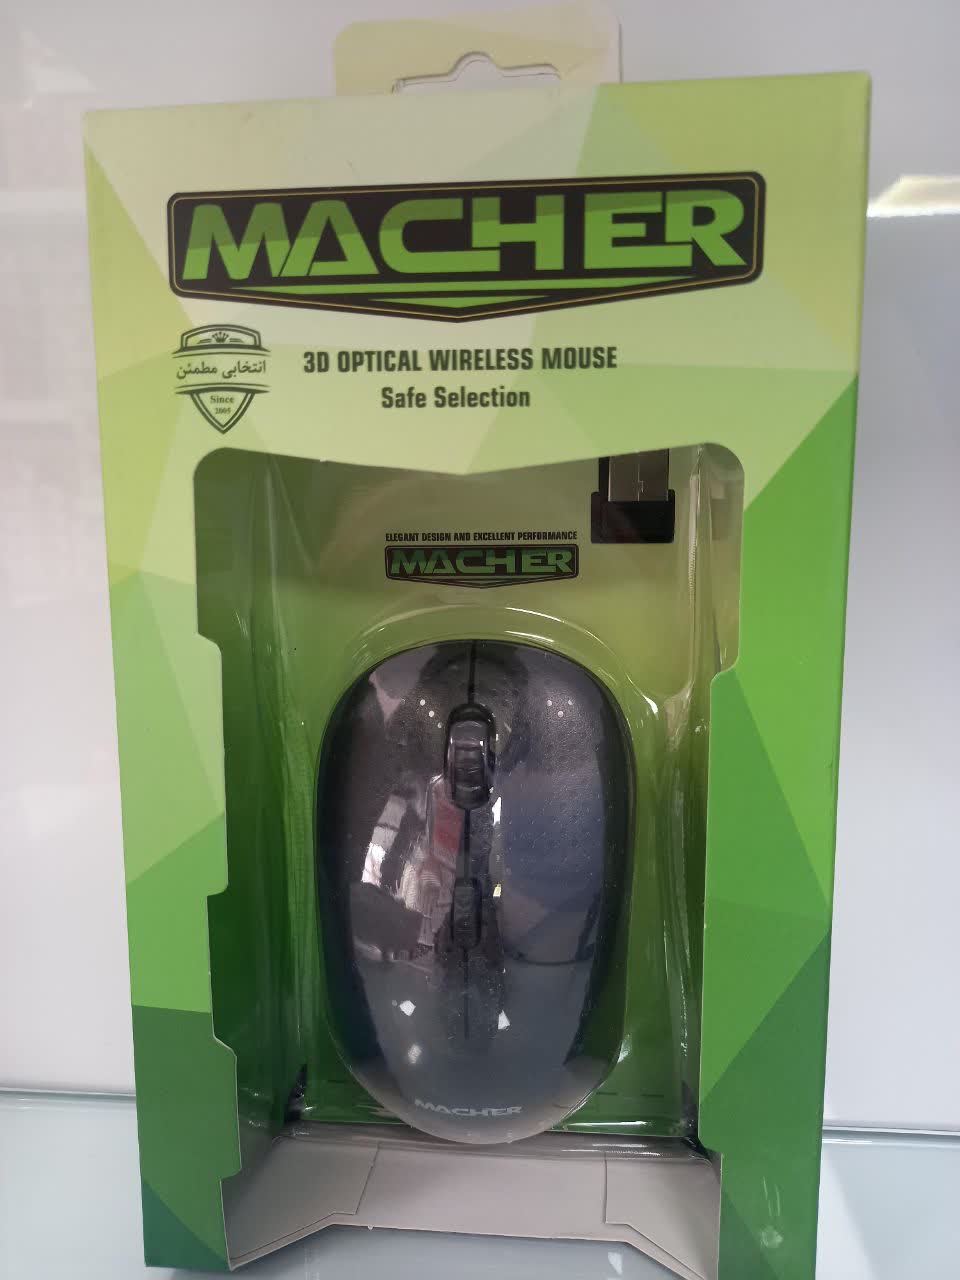 MACHER
انتخابی مطمئن
Since
2005
3D OPTICAL WIRELESS MOUSE
Safe Selection
ELEGANT DESIGN AND EXCELLENT PERFORMANCE
MACHER
MACHER